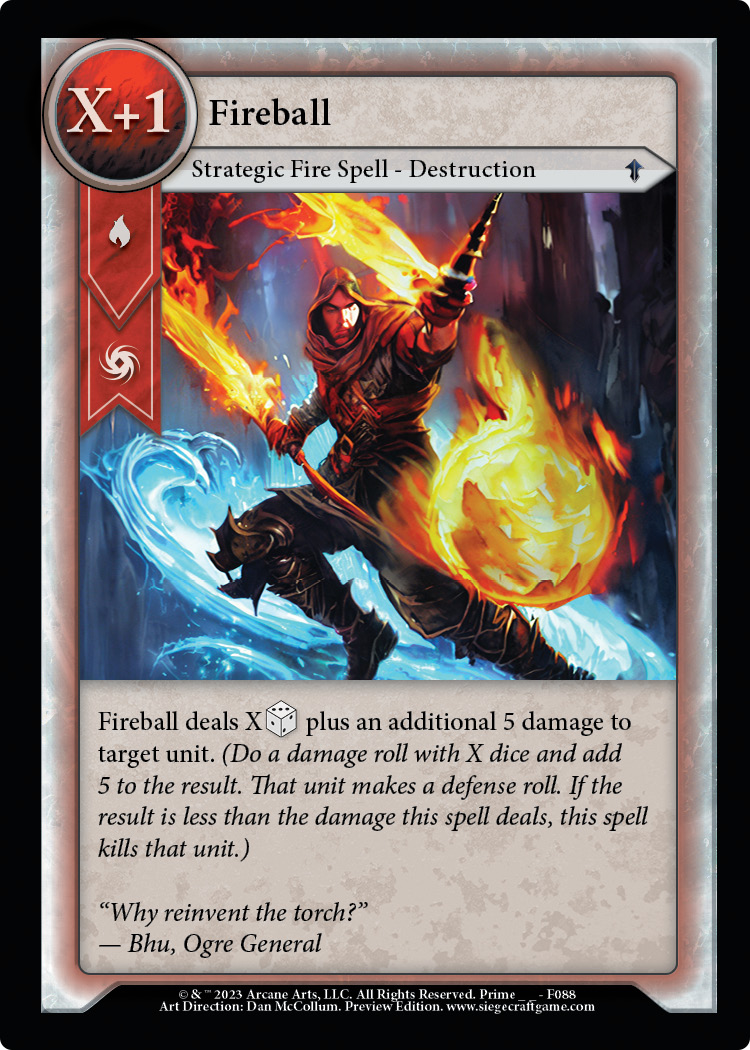 X+1
Fireball
Strategic Fire Spell - Destruction
Fireball deals X plus an additional 5 damage to
target unit. (Do a damage roll with X dice and add
5 to the result. That unit makes a defense roll. If the
result is less than the damage this spell deals, this spell
kills that unit.)
“Why reinvent the torch?”
— Bhu, Ogre General
© & ™ 2023 Arcane Arts, LLC. All Rights Reserved. Prime _ _ - F088
Art Direction: Dan McCollum. Preview Edition. www.siegecraftgame.com